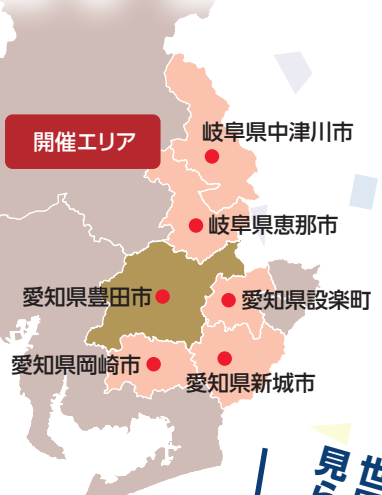 開催エリア
岐阜県中津川市
岐阜県恵那市
愛知県豊田市
愛知県設楽町
愛知県岡崎市
愛知県新城市
見